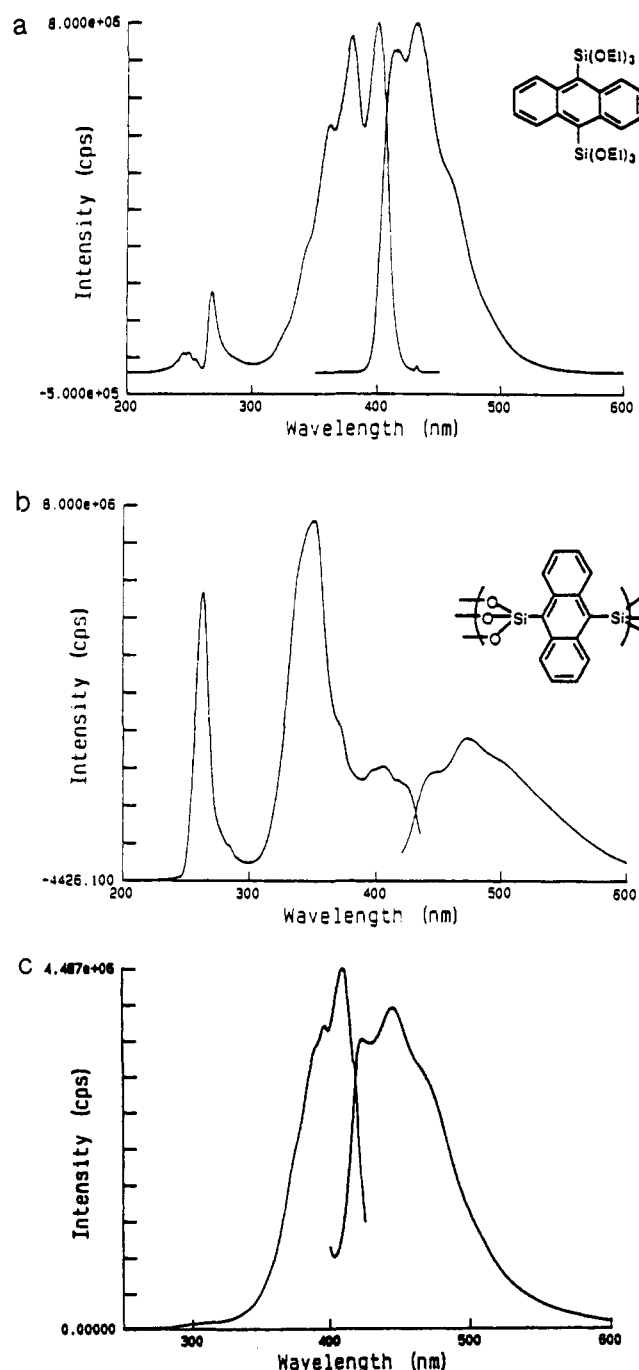 a
8.000e+05
Si(OEt)3
Si(OEt)3
Intensity (cps)
-5.000e+05
200 300 400 500 600
Wavelength (nm)
b
6.000e+06
O
O
O
Si
Si
Intensity (cps)
-4426.100
200 300 400 500 600
Wavelength (nm)
c
4.487e+06
Intensity (cps)
0.00000
300 400 500 600
Wavelength (nm)